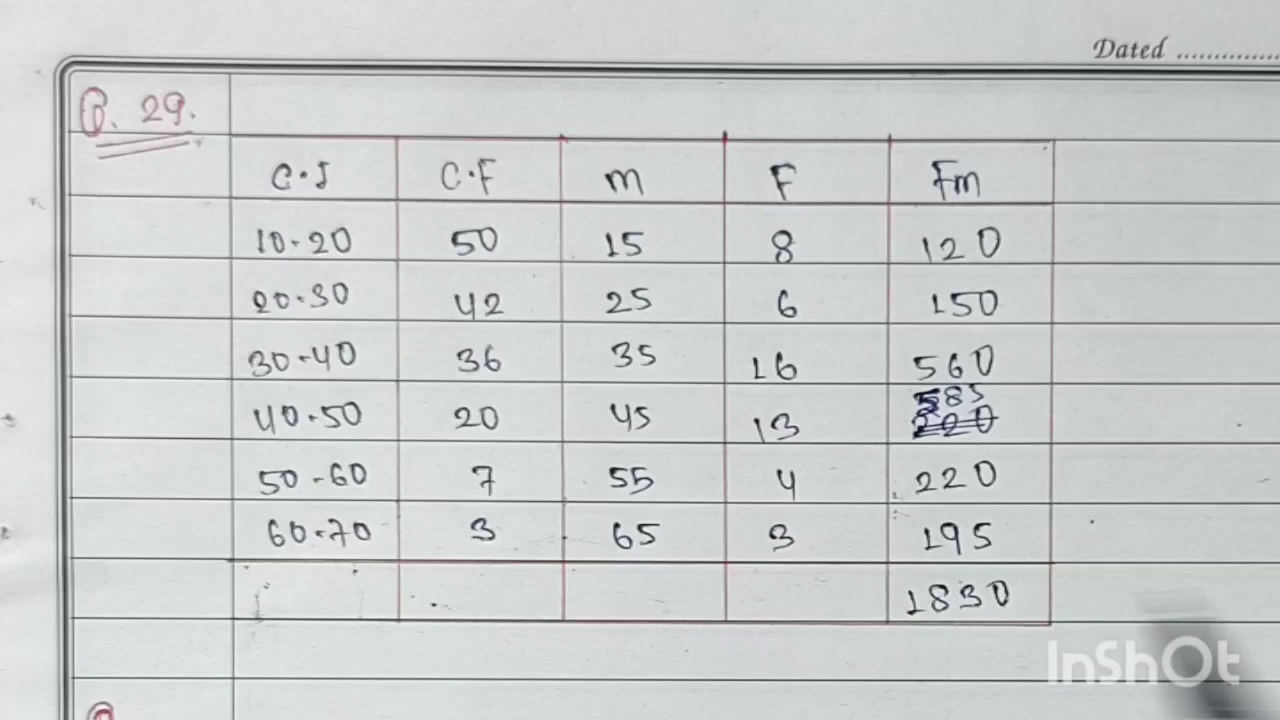 Dated ..............
Q. 29.
C.I C.F m F Fm
10-20 50 15 8 120
20-30 42 25 6 150
30-40 36 35 16 560
585
40-50 20 45 13 220
50-60 7 55 4 220
60-70 3 65 3 195
1830
InShOt